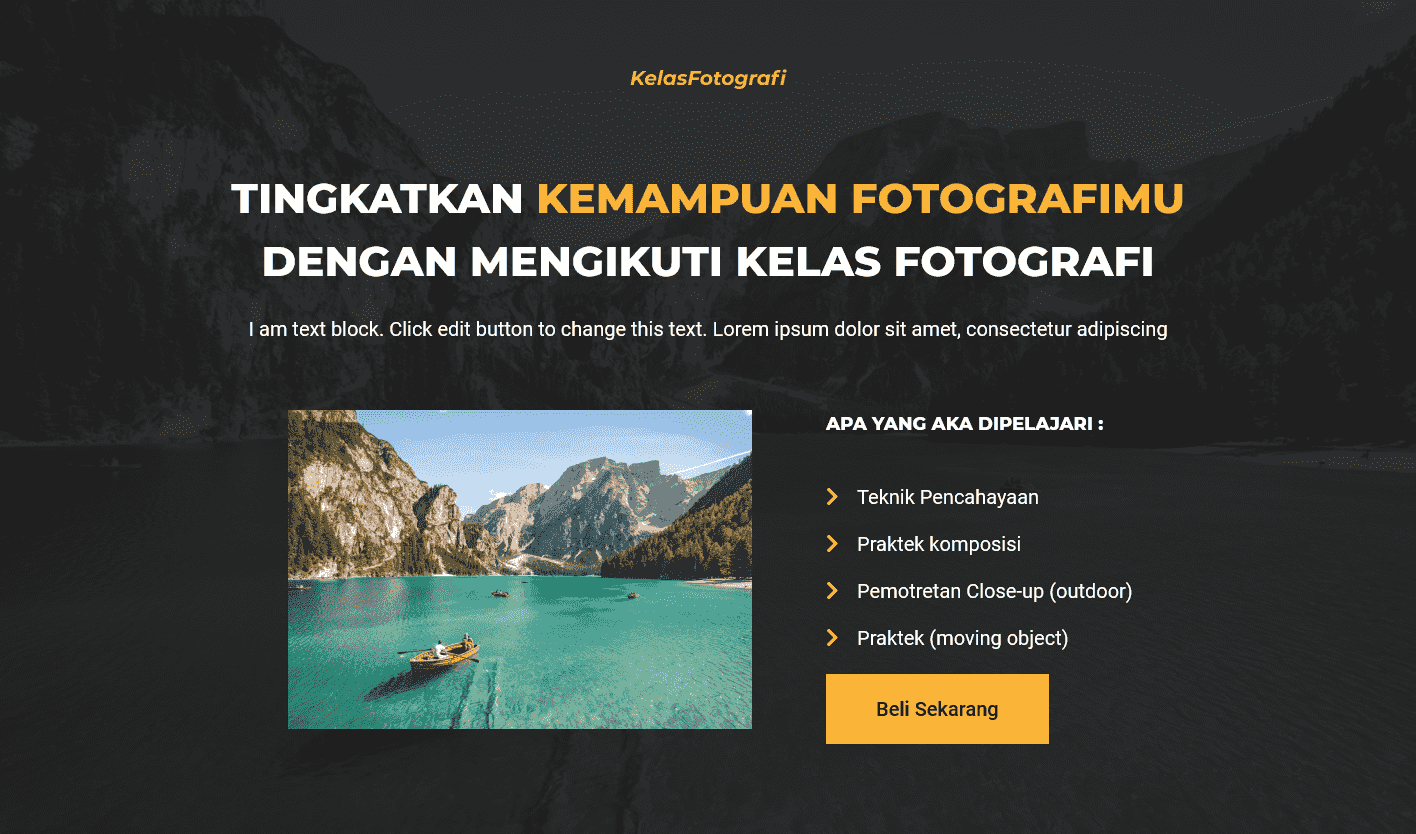 KelasFotografi
TINGKATKAN KEMAMPUAN FOTOGRAFIMU
DENGAN MENGIKUTI KELAS FOTOGRAFI
I am text block. Click edit button to change this text. Lorem ipsum dolor sit amet, consectetur adipiscing
APA YANG AKA DIPELAJARI :
Teknik Pencahayaan
Praktek komposisi
Pemotretan Close-up (outdoor)
Praktek (moving object)
Beli Sekarang